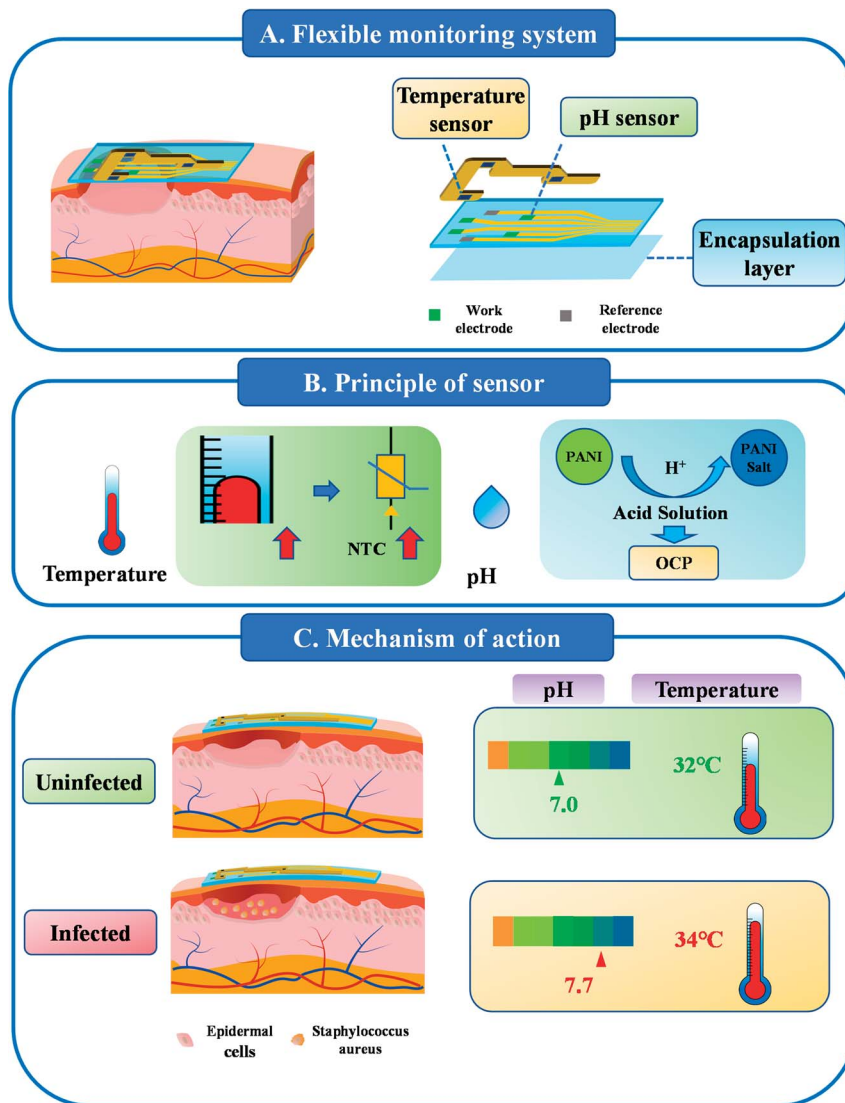 A. Flexible monitoring system
Temperature
sensor
pH sensor
Encapsulation
layer
Work
electrode
Reference
electrode
B. Principle of sensor
Temperature
NTC
pH
PANI
H⁺
PANI
Salt
Acid Solution
OCP
C. Mechanism of action
pH
Temperature
Uninfected
7.0
32℃
Infected
7.7
34℃
Epidermal
cells
Staphylococcus
aureus